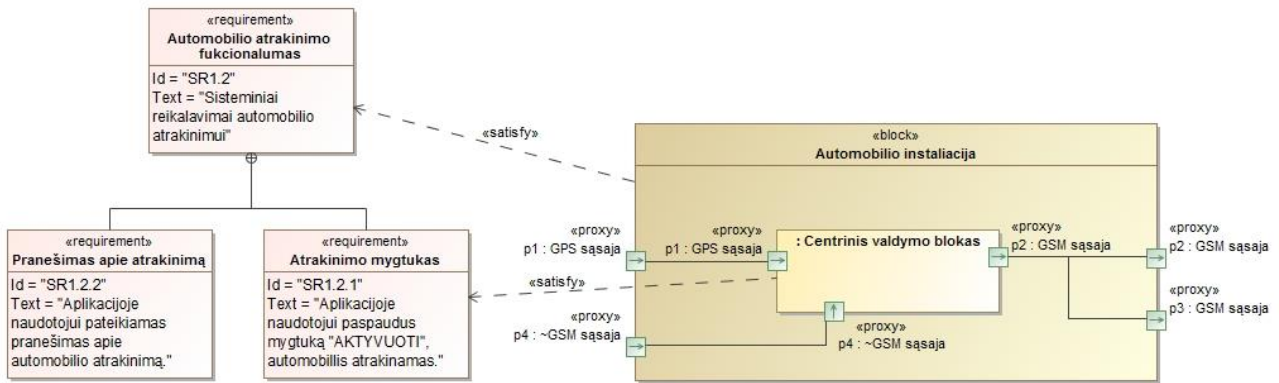 «requirement»
Automobilio atrakinimo
fukcionalumas
Id = "SR1.2"
Text = "Sisteminiai
reikalavimai automobilio
atrakinimui"
«satisfy»
«block»
Automobilio instaliacija
«requirement»
Pranešimas apie atrakinimą
Id = "SR1.2.2"
Text = "Aplikacijoje
naudotojui pateikiamas
pranešimas apie
automobilio atrakinimą."
«requirement»
Atrakinimo mygtukas
Id = "SR1.2.1"
Text = "Aplikacijoje
naudotojui paspaudus
mygtuką "AKTYVUOTI",
automobillis atrakinamas."
«satisfy»
«proxy»
p1 : GPS sąsaja
«proxy»
p1 : GPS sąsaja
: Centrinis valdymo blokas
«proxy»
p2 : GSM sąsaja
«proxy»
p2 : GSM sąsaja
«proxy»
p3 : GSM sąsaja
«proxy»
p4 : ~GSM sąsaja
«proxy»
p4 : ~GSM sąsaja